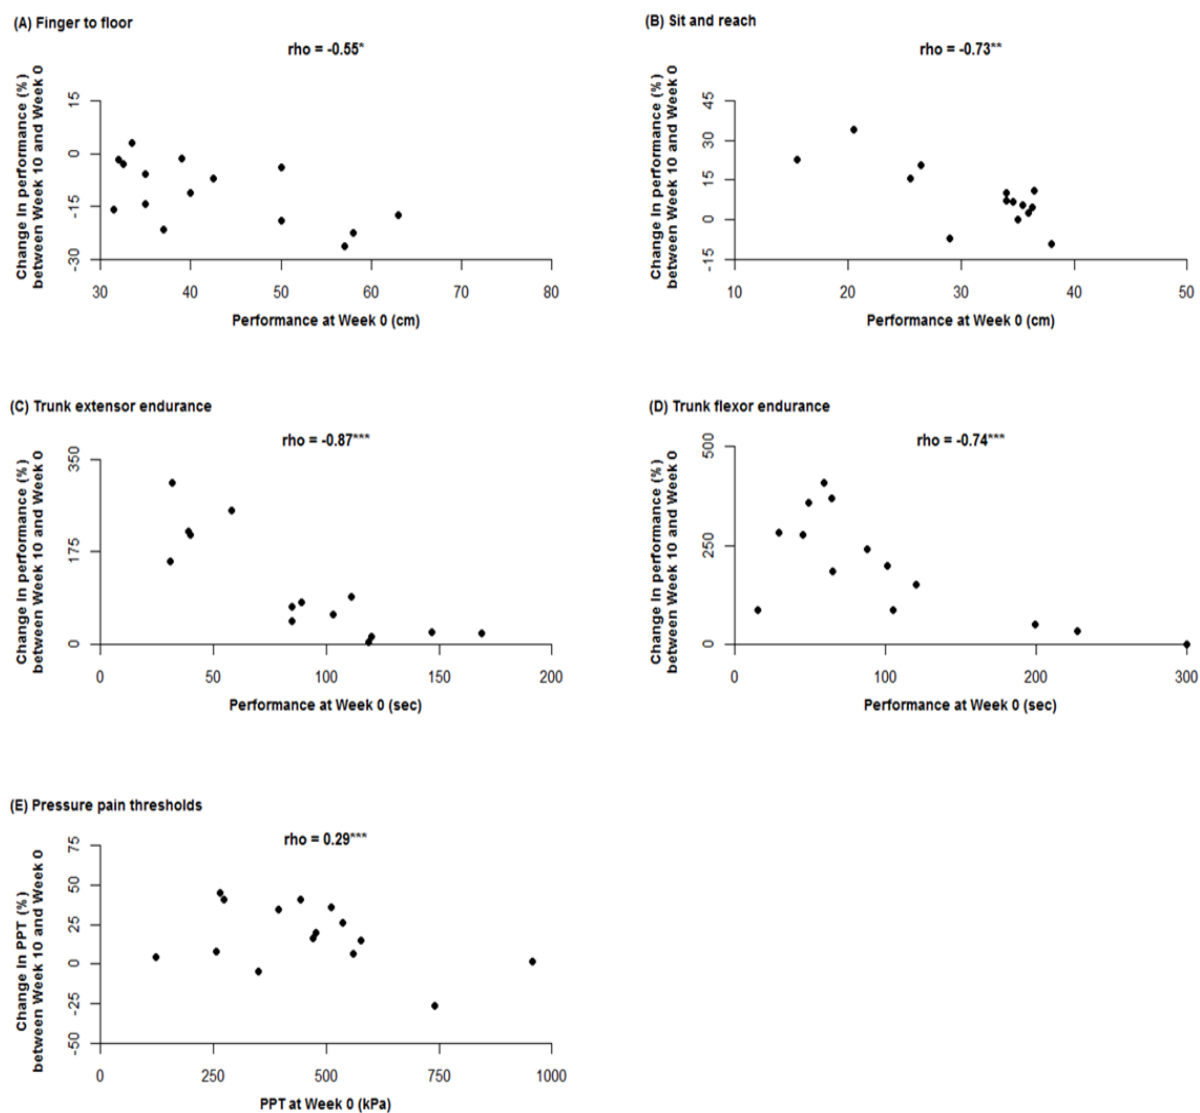 (A) Finger to floor
rho = -0.55*
Change In performance (%)
between Week 10 and Week 0
15
0
-15
-30
30 40 50 60 70 80
Performance at Week 0 (cm)
(B) Sit and reach
rho = -0.73**
Change In performance (%)
between Week 10 and Week 0
45
30
15
0
-15
10 20 30 40 50
Performance at Week 0 (cm)
(C) Trunk extensor endurance
rho = -0.87***
Change In performance (%)
between Week 10 and Week 0
350
175
0
0 50 100 150 200
Performance at Week 0 (sec)
(D) Trunk flexor endurance
rho = -0.74***
Change In performance (%)
between Week 10 and Week 0
500
250
0
0 100 200 300
Performance at Week 0 (sec)
(E) Pressure pain thresholds
rho = 0.29***
Change In PPT (%)
between Week 10 and Week 0
75
50
25
0
-25
-50
0 250 500 750 1000
PPT at Week 0 (kPa)